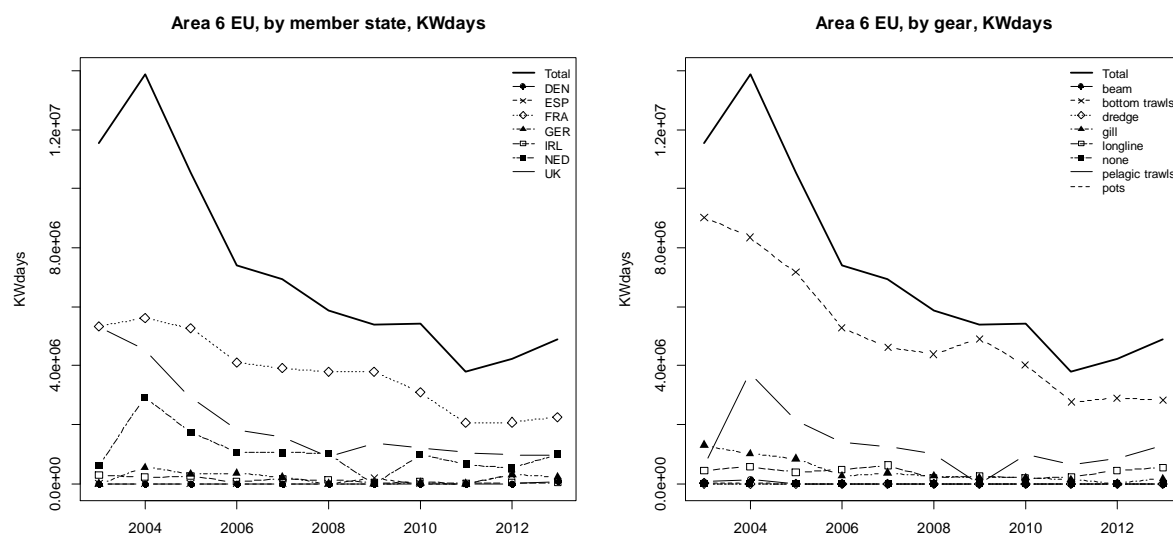 Area 6 EU, by member state, KWdays
KWdays
1.2e+07
8.0e+06
4.0e+06
0.0e+00
Total
DEN
ESP
FRA
GER
IRL
NED
UK
2004 2006 2008 2010 2012
Area 6 EU, by gear, KWdays
KWdays
1.2e+07
8.0e+06
4.0e+06
0.0e+00
Total
beam
bottom trawls
dredge
gill
longline
none
pelagic trawls
pots
2004 2006 2008 2010 2012